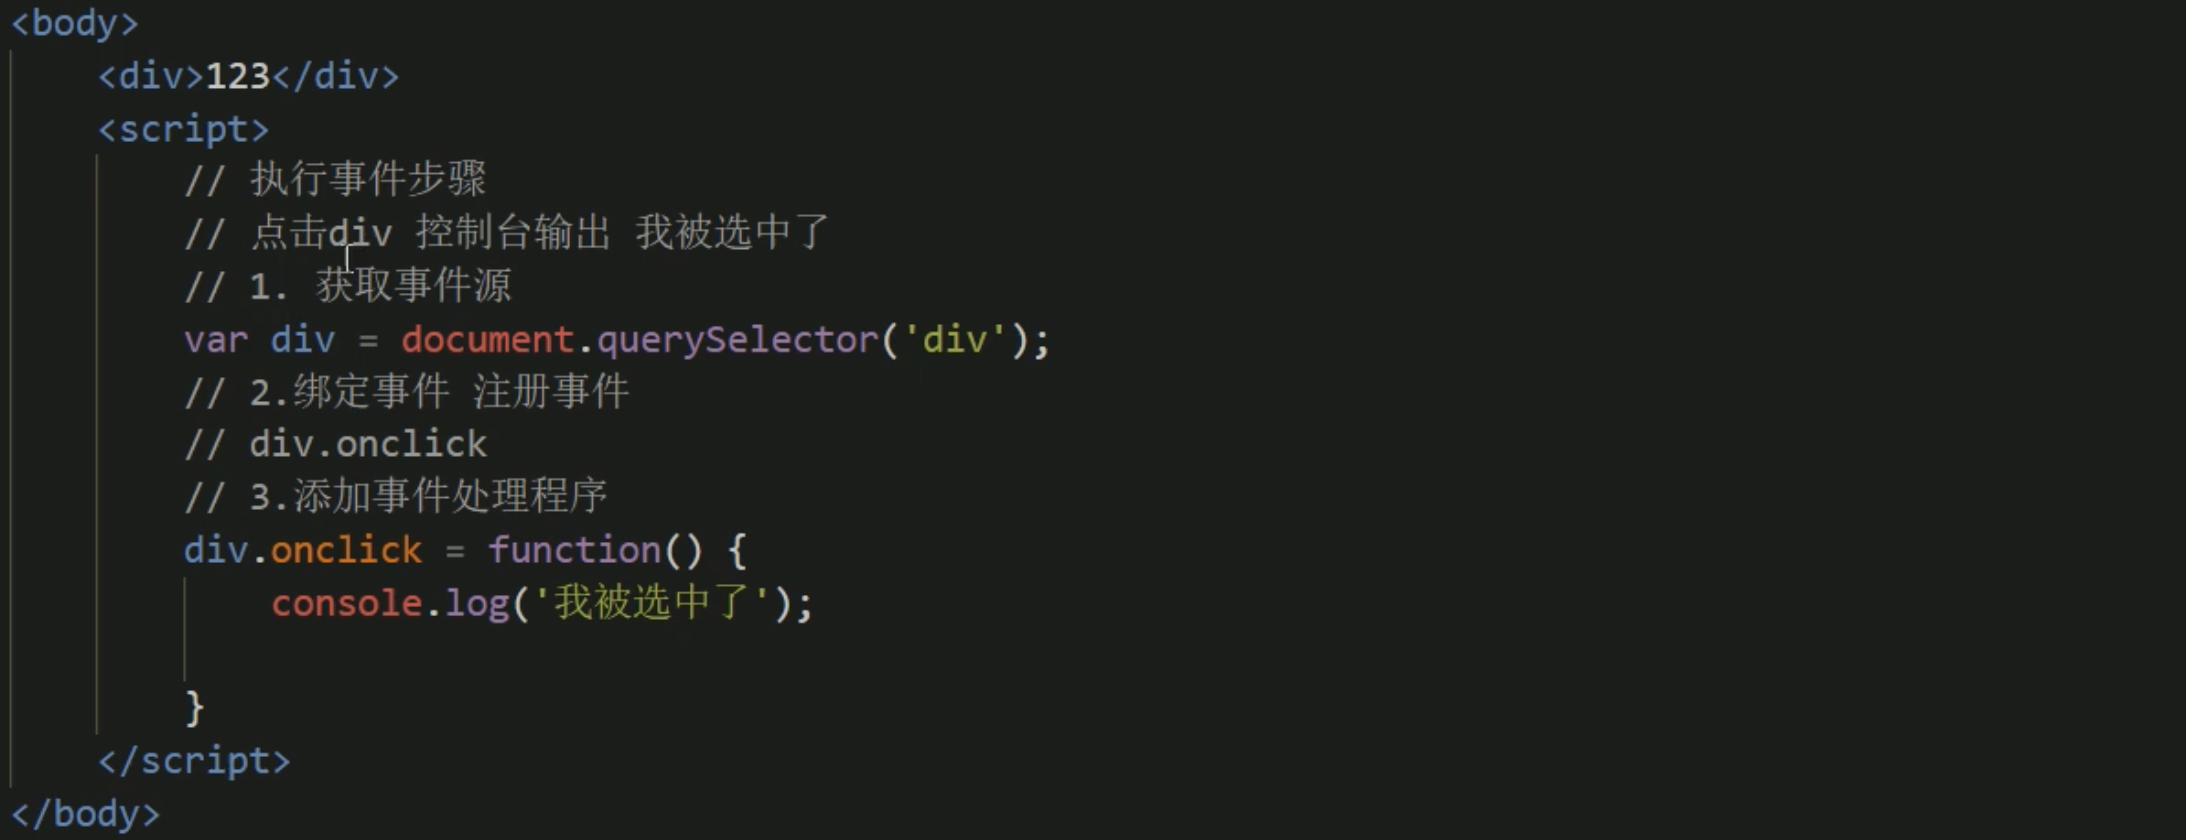 <body>
<div>123</div>
<script>
// 执行事件步骤
// 点击div 控制台输出 我被选中了
// 1. 获取事件源
var div = document.querySelector('div');
// 2.绑定事件 注册事件
// div.onclick
// 3.添加事件处理程序
div.onclick = function() {
console.log('我被选中了');
}
</script>
</body>